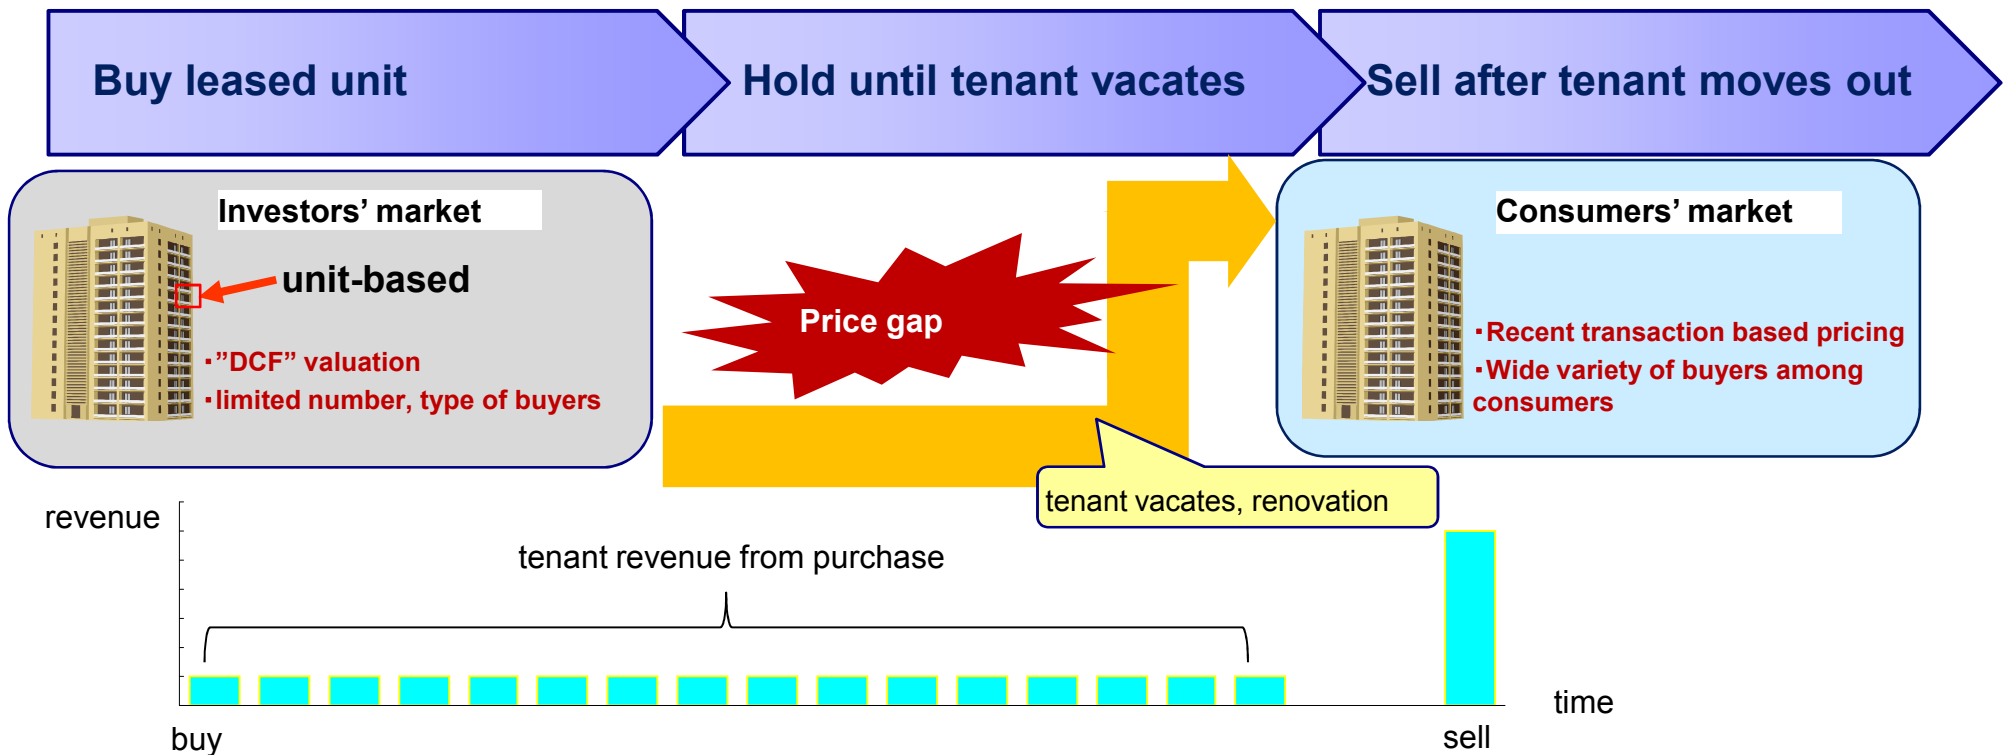 Buy leased unit
Hold until tenant vacates
Sell after tenant moves out
Investors’ market
unit-based
▪”DCF” valuation
▪limited number, type of buyers
Price gap
tenant vacates, renovation
Consumers’ market
▪Recent transaction based pricing
▪Wide variety of buyers among
consumers
revenue
tenant revenue from purchase
time
buy
sell